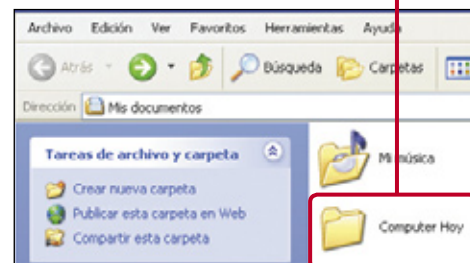 Archivo Edición Ver Favoritos Herramientas Ayuda
Atrás Búsqueda Carpetas
Dirección Mis documentos
Tareas de archivo y carpeta
Mi música
Crear nueva carpeta
Publicar esta carpeta en Web
Compartir esta carpeta
Computer Hoy